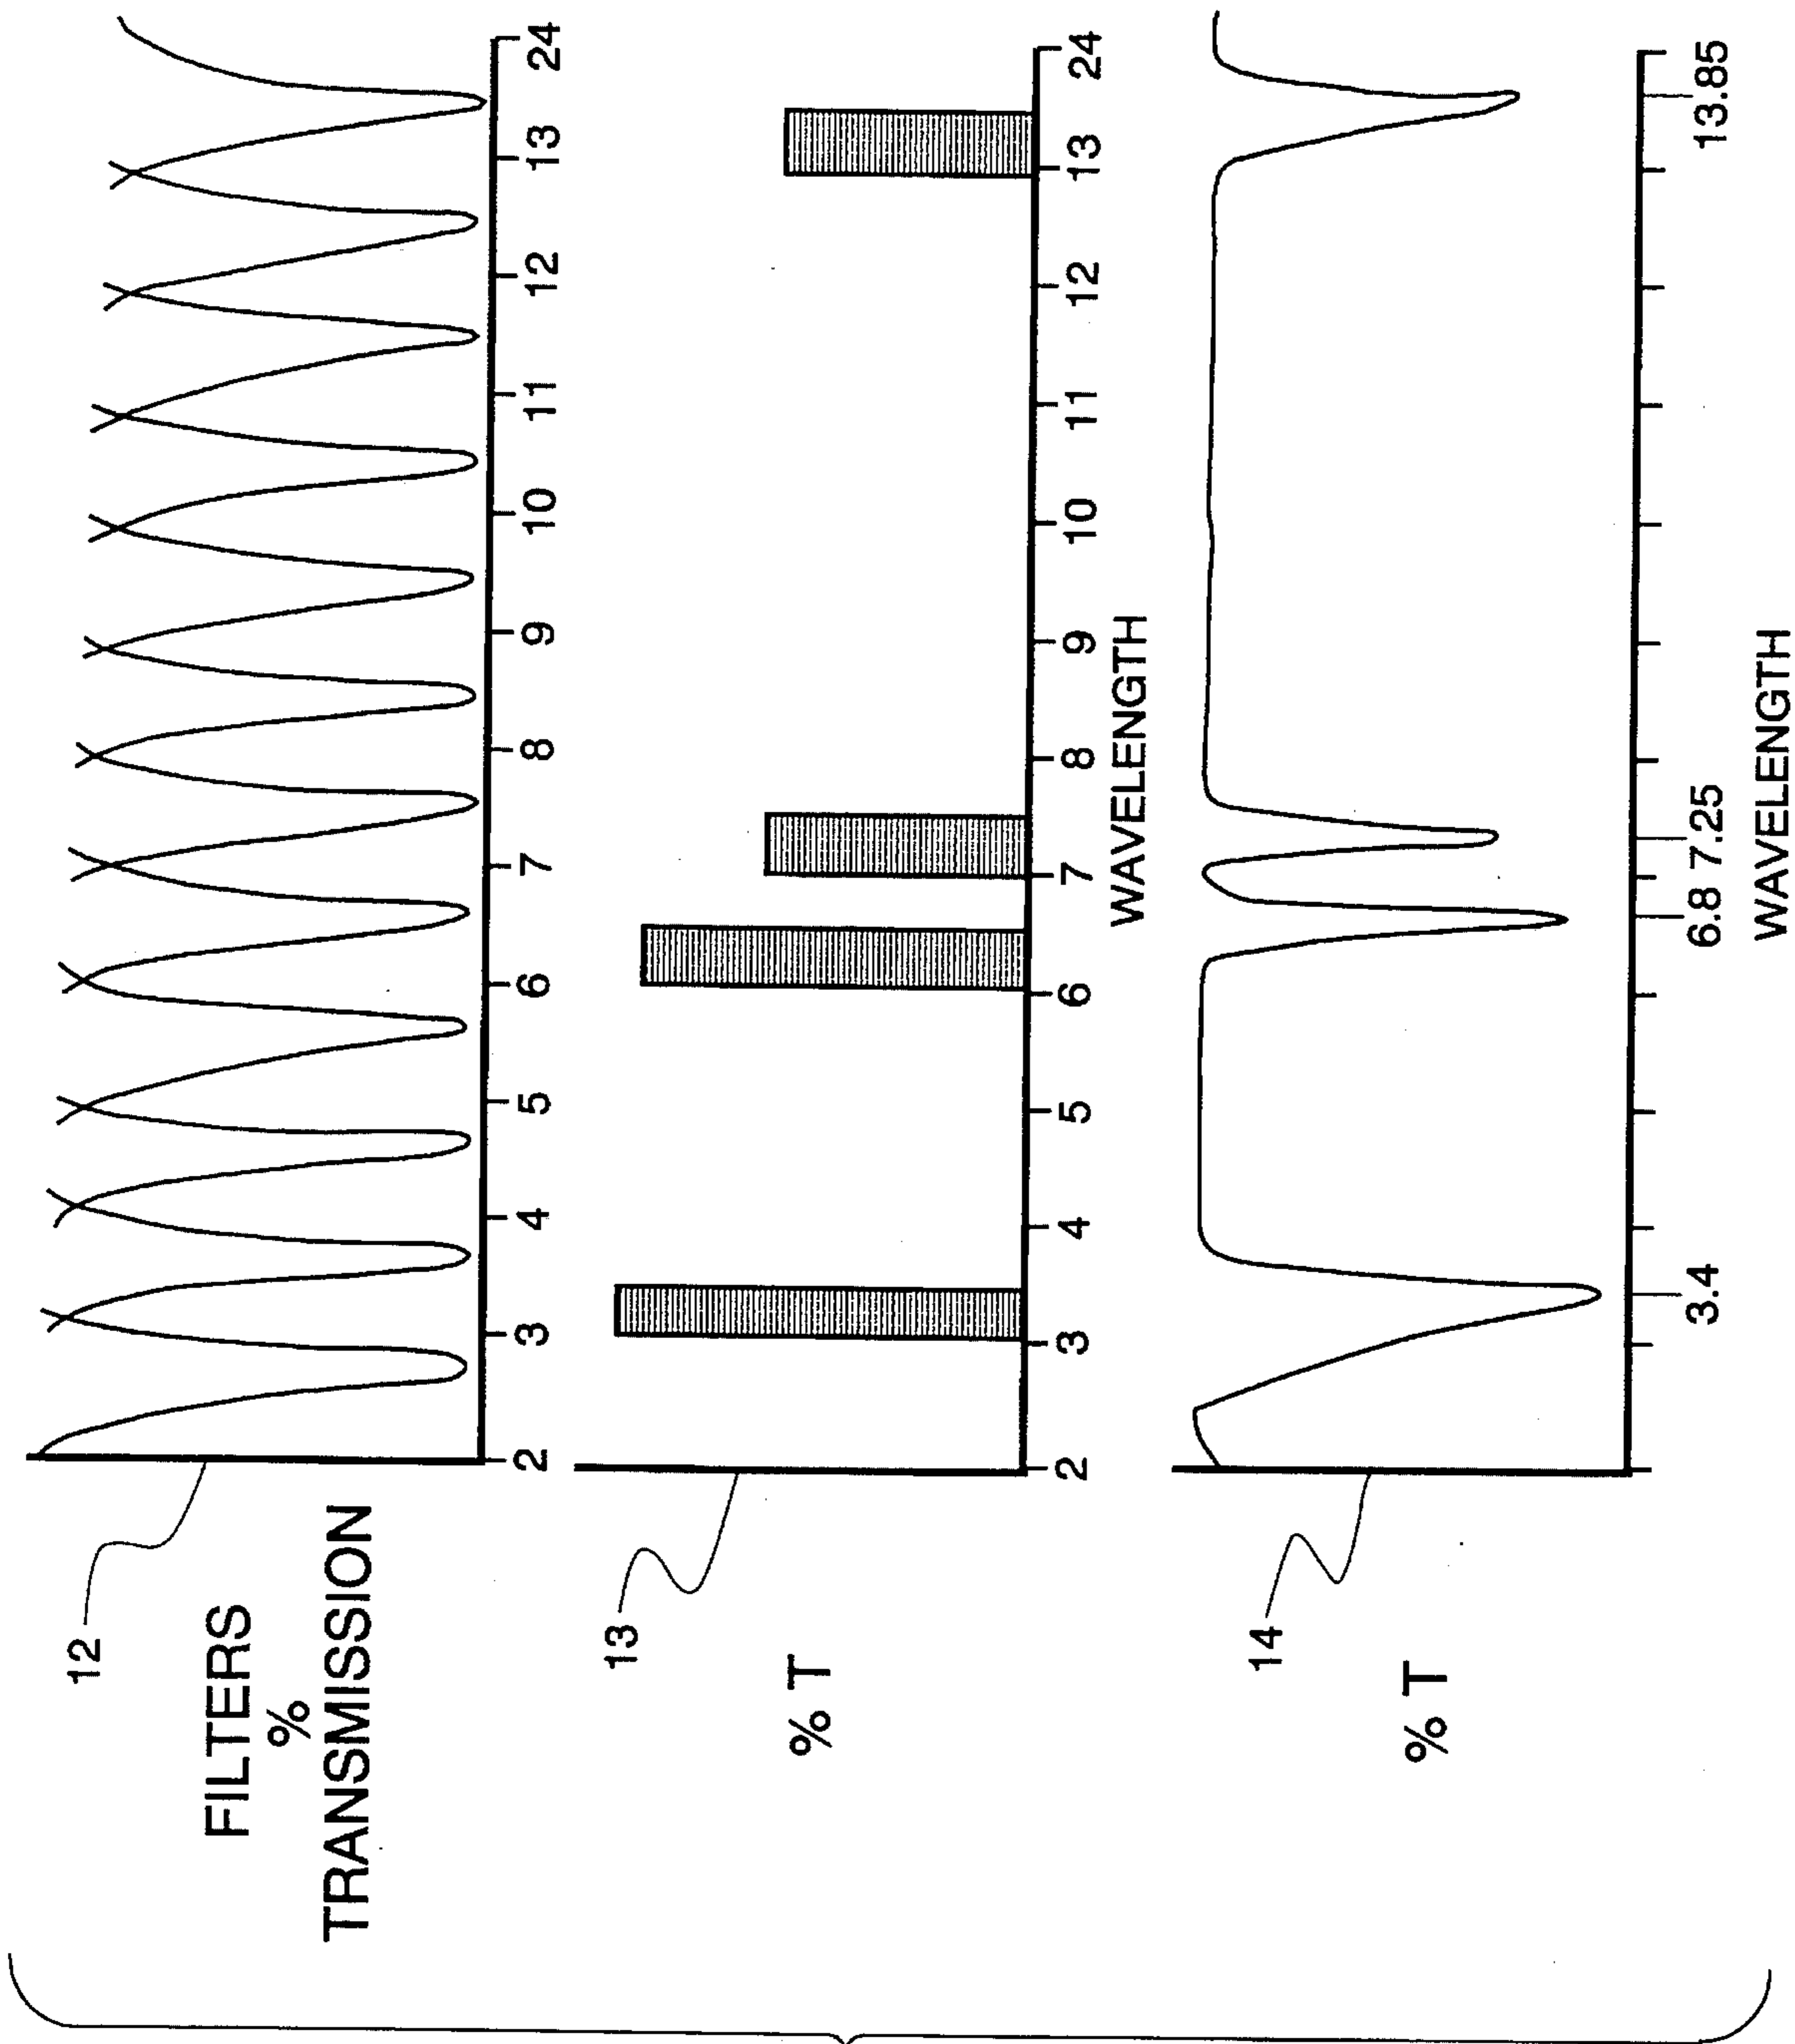 12
FILTERS
%
TRANSMISSION
2 3 4 5 6 7 8 9 10 11 12 13 24
13
% T
2 3 4 5 6 7 8 9 10 11 12 13 24
WAVELENGTH
14
% T
3.4 6.8 7.25 13.85
WAVELENGTH